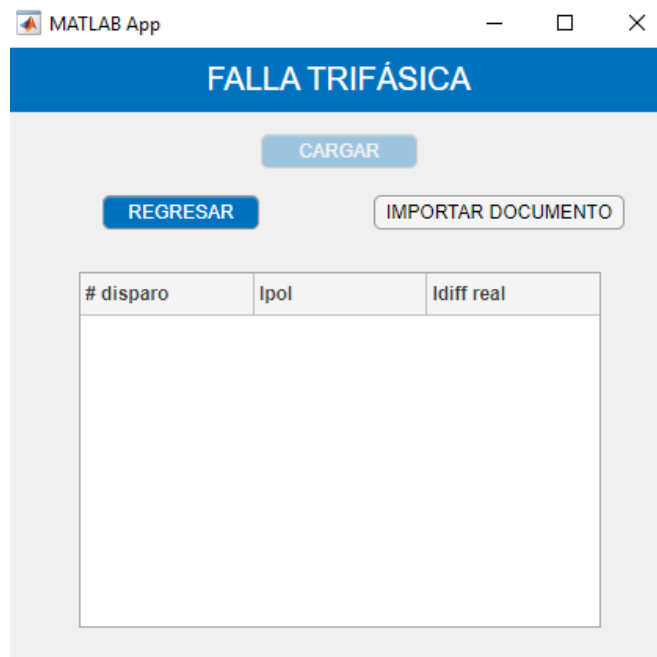 MATLAB App
FALLA TRIFÁSICA
CARGAR
REGRESAR IMPORTAR DOCUMENTO
# disparo Ipol Idiff real